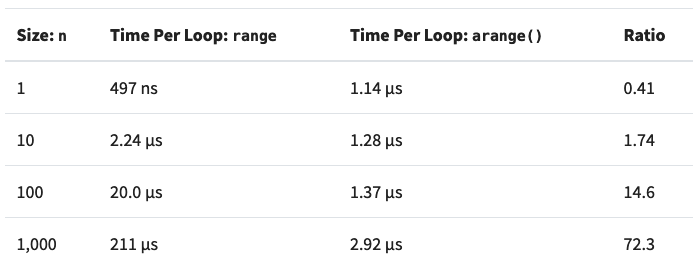 Size: n Time Per Loop: range Time Per Loop: arange() Ratio
1 497 ns 1.14 µs 0.41
10 2.24 µs 1.28 µs 1.74
100 20.0 µs 1.37 µs 14.6
1,000 211 µs 2.92 µs 72.3